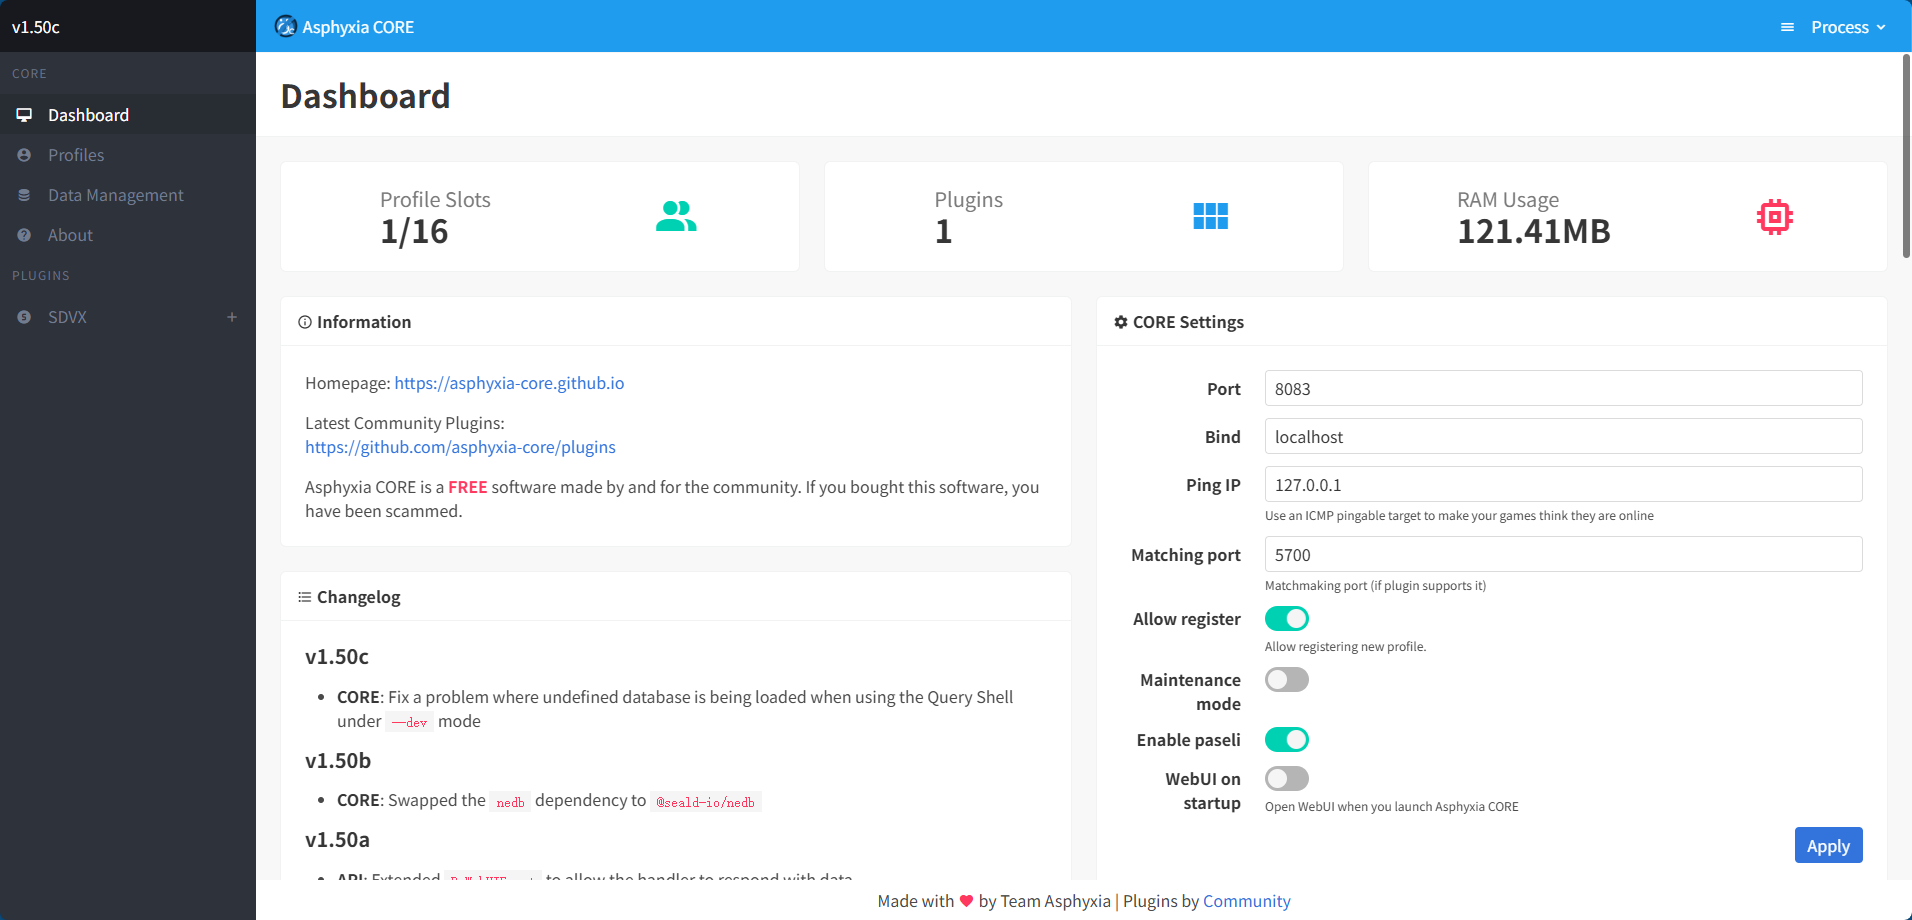 v1.50c
Asphyxia CORE
Process
CORE
Dashboard
Profiles
Data Management
About
PLUGINS
SDVX
Dashboard
Profile Slots
1/16
Plugins
1
RAM Usage
121.41MB
Information
Homepage: https://asphyxia-core.github.io
Latest Community Plugins:
https://github.com/asphyxia-core/plugins
Asphyxia CORE is a FREE software made by and for the community. If you bought this software, you
have been scammed.
Changelog
v1.50c
CORE: Fix a problem where undefined database is being loaded when using the Query Shell
under --dev mode
v1.50b
CORE: Swapped the nedb dependency to @seald-io/nedb
v1.50a
API: Extended to allow the handler to respond with data
CORE Settings
Port
8083
Bind
localhost
Ping IP
127.0.0.1
Use an ICMP pingable target to make your games think they are online
Matching port
5700
Matchmaking port (if plugin supports it)
Allow register
Allow registering new profile.
Maintenance
mode
Enable paseli
WebUI on
startup
Open WebUI when you launch Asphyxia CORE
Apply
Made with ❤ by Team Asphyxia | Plugins by Community